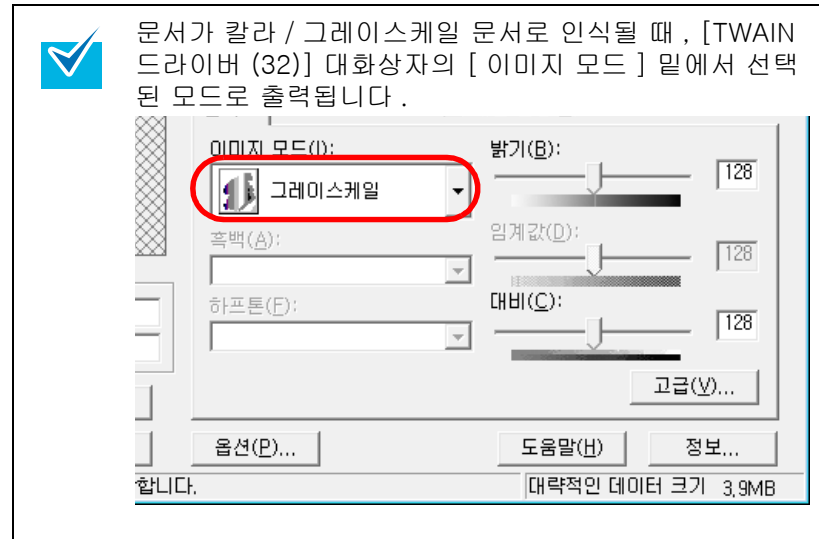 문서가 칼라 / 그레이스케일 문서로 인식될 때 , [TWAIN
드라이버 (32)] 대화상자의 [ 이미지 모드 ] 밑에서 선택
된 모드로 출력됩니다 .
이미지 모드(I):
밝기(B):
그레이스케일
128
흑백(A):
임계값(D):
128
하프톤(F):
대비(C):
128
고급(V)...
옵션(P)...
도움말(H)
정보...
합니다.
대략적인 데이터 크기 3.9MB